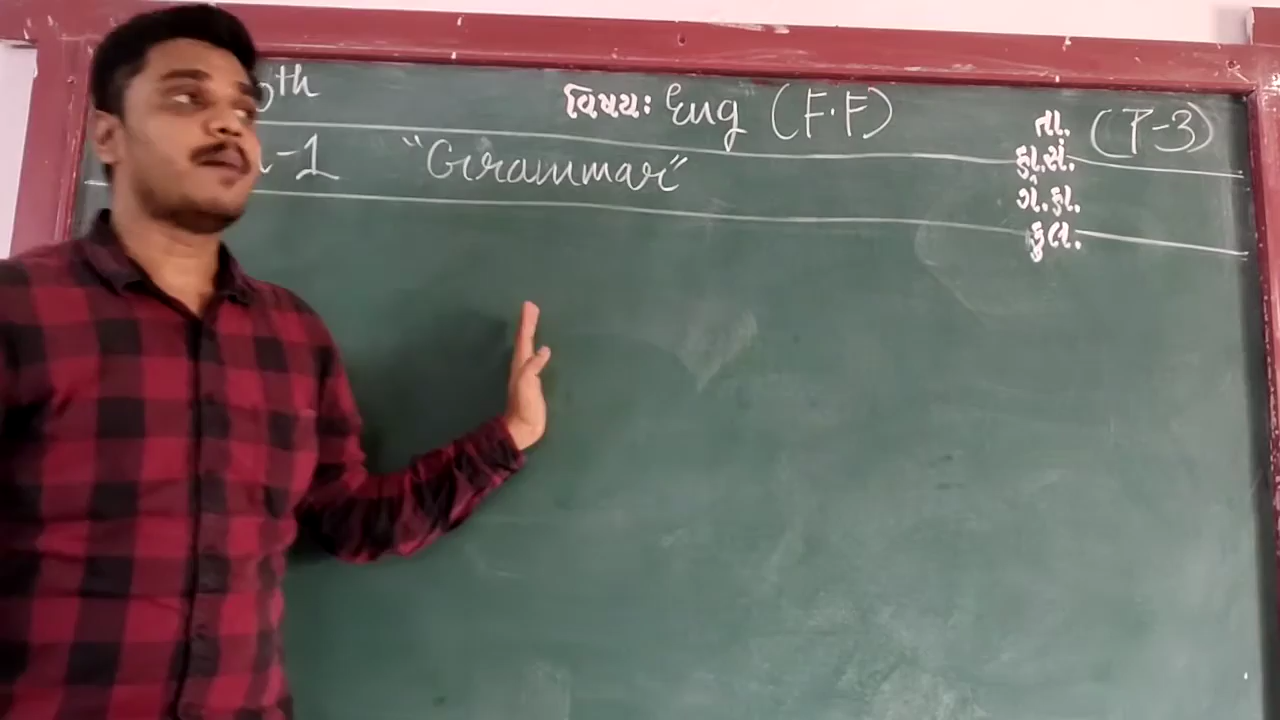 th વિષય: Eng (F.F) તા. (P-3)
-1 "Grammar" હા.સં.
ગે.હા.
કુલ.